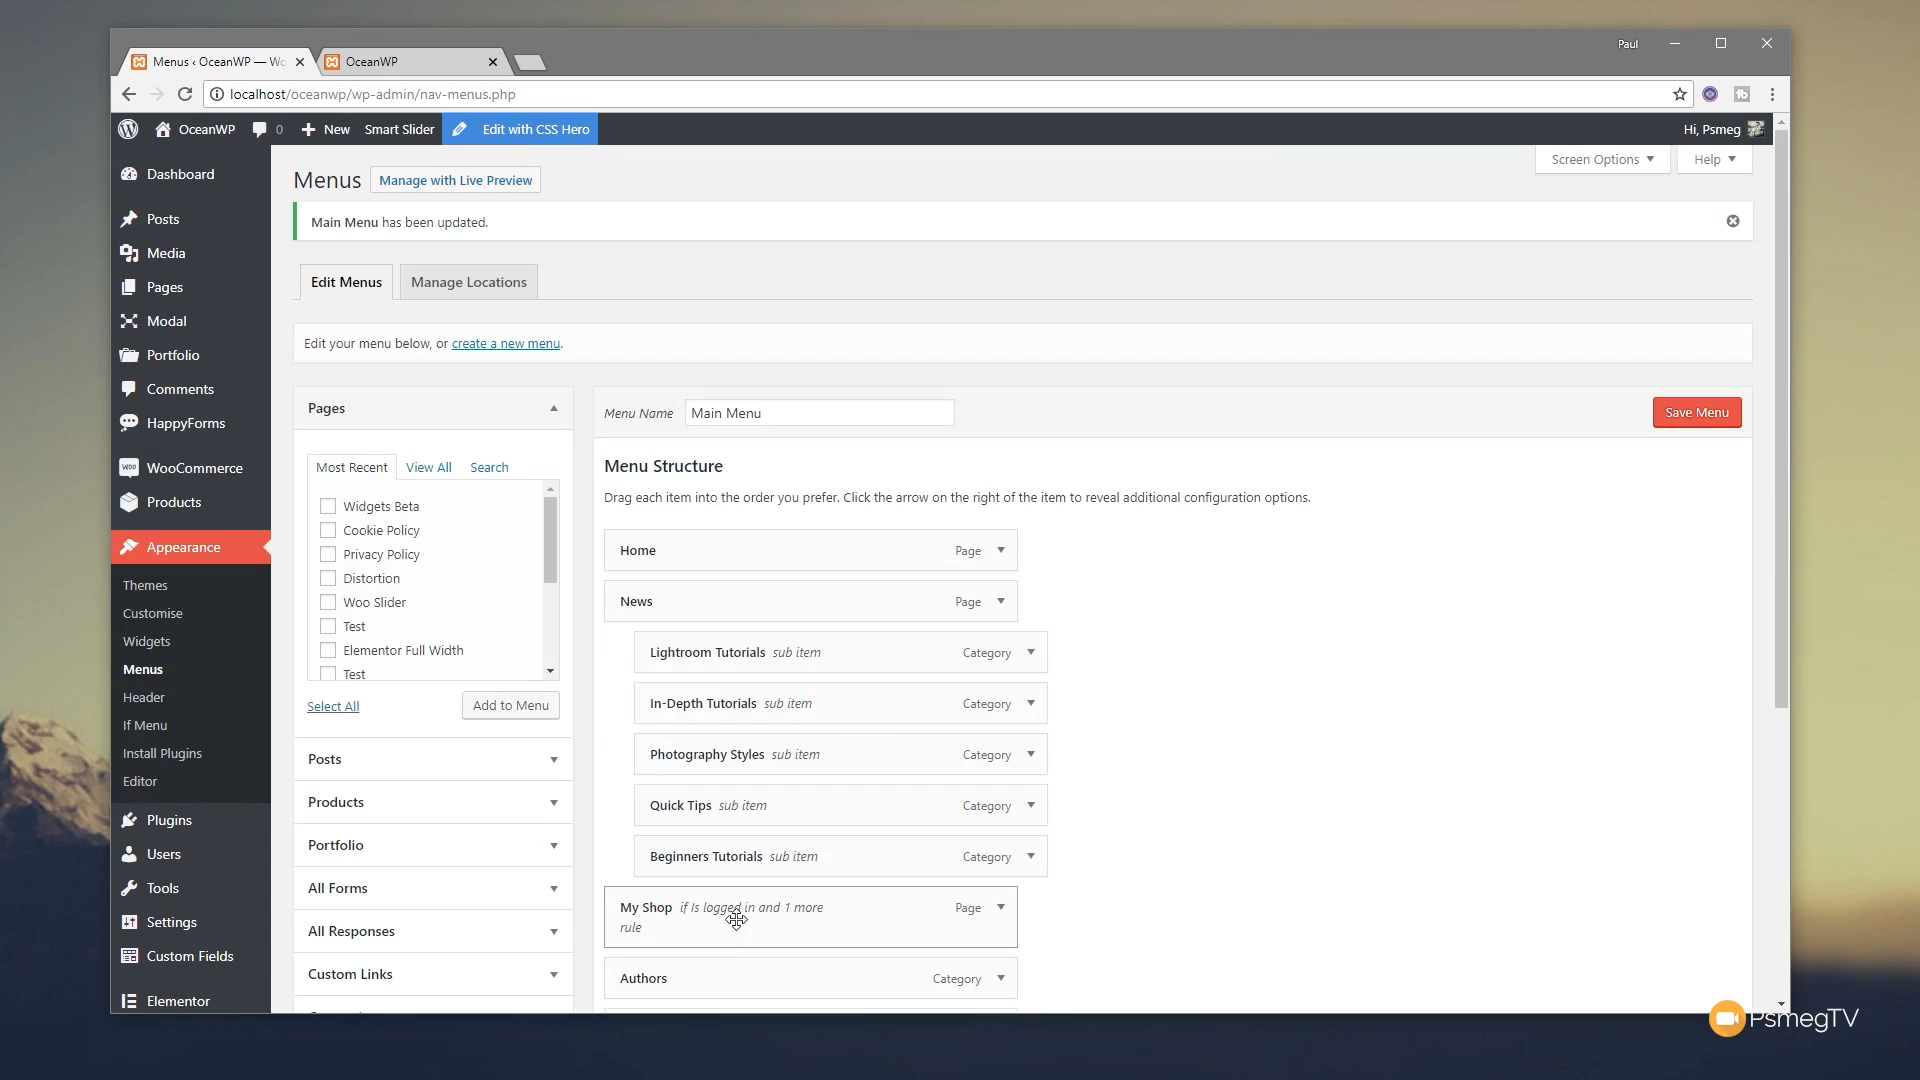 Paul
Menus ‹ OceanWP — Wo
OceanWP
localhost/oceanwp/wp-admin/nav-menus.php
OceanWP
0
New
Smart Slider
Edit with CSS Hero
Hi, Psmeg
Dashboard
Posts
Media
Pages
Modal
Portfolio
Comments
HappyForms
WooCommerce
Products
Appearance
Themes
Customise
Widgets
Menus
Header
If Menu
Install Plugins
Editor
Plugins
Users
Tools
Settings
Custom Fields
Elementor
Screen Options
Help
Menus
Manage with Live Preview
Main Menu has been updated.
Edit Menus
Manage Locations
Edit your menu below, or create a new menu.
Pages
Most Recent
View All
Search
Widgets Beta
Cookie Policy
Privacy Policy
Distortion
Woo Slider
Test
Elementor Full Width
Test
Select All
Add to Menu
Posts
Products
Portfolio
All Forms
All Responses
Custom Links
Menu Name
Main Menu
Save Menu
Menu Structure
Drag each item into the order you prefer. Click the arrow on the right of the item to reveal additional configuration options.
Home Page
News Page
Lightroom Tutorials sub item Category
In-Depth Tutorials sub item Category
Photography Styles sub item Category
Quick Tips sub item Category
Beginners Tutorials sub item Category
My Shop if Is logged in and 1 more Page
rule
Authors Category
PsmegTV